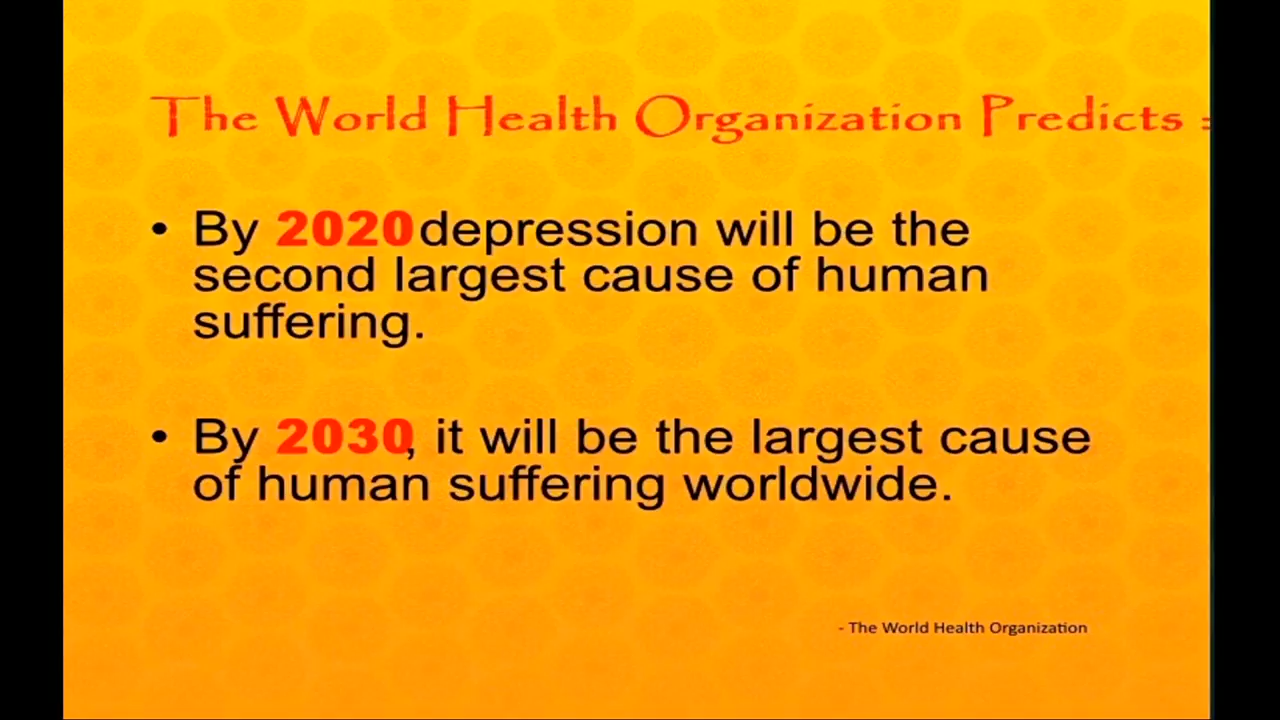 The World Health Organization Predicts :
• By 2020 depression will be the
second largest cause of human
suffering.
• By 2030, it will be the largest cause
of human suffering worldwide.
- The World Health Organization